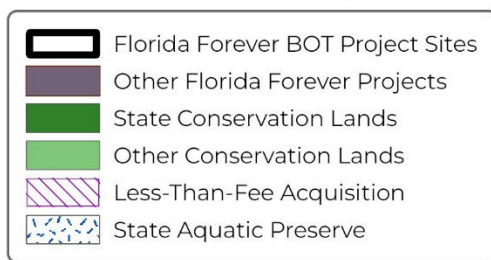 Florida Forever BOT Project Sites
Other Florida Forever Projects
State Conservation Lands
Other Conservation Lands
Less-Than-Fee Acquisition
State Aquatic Preserve